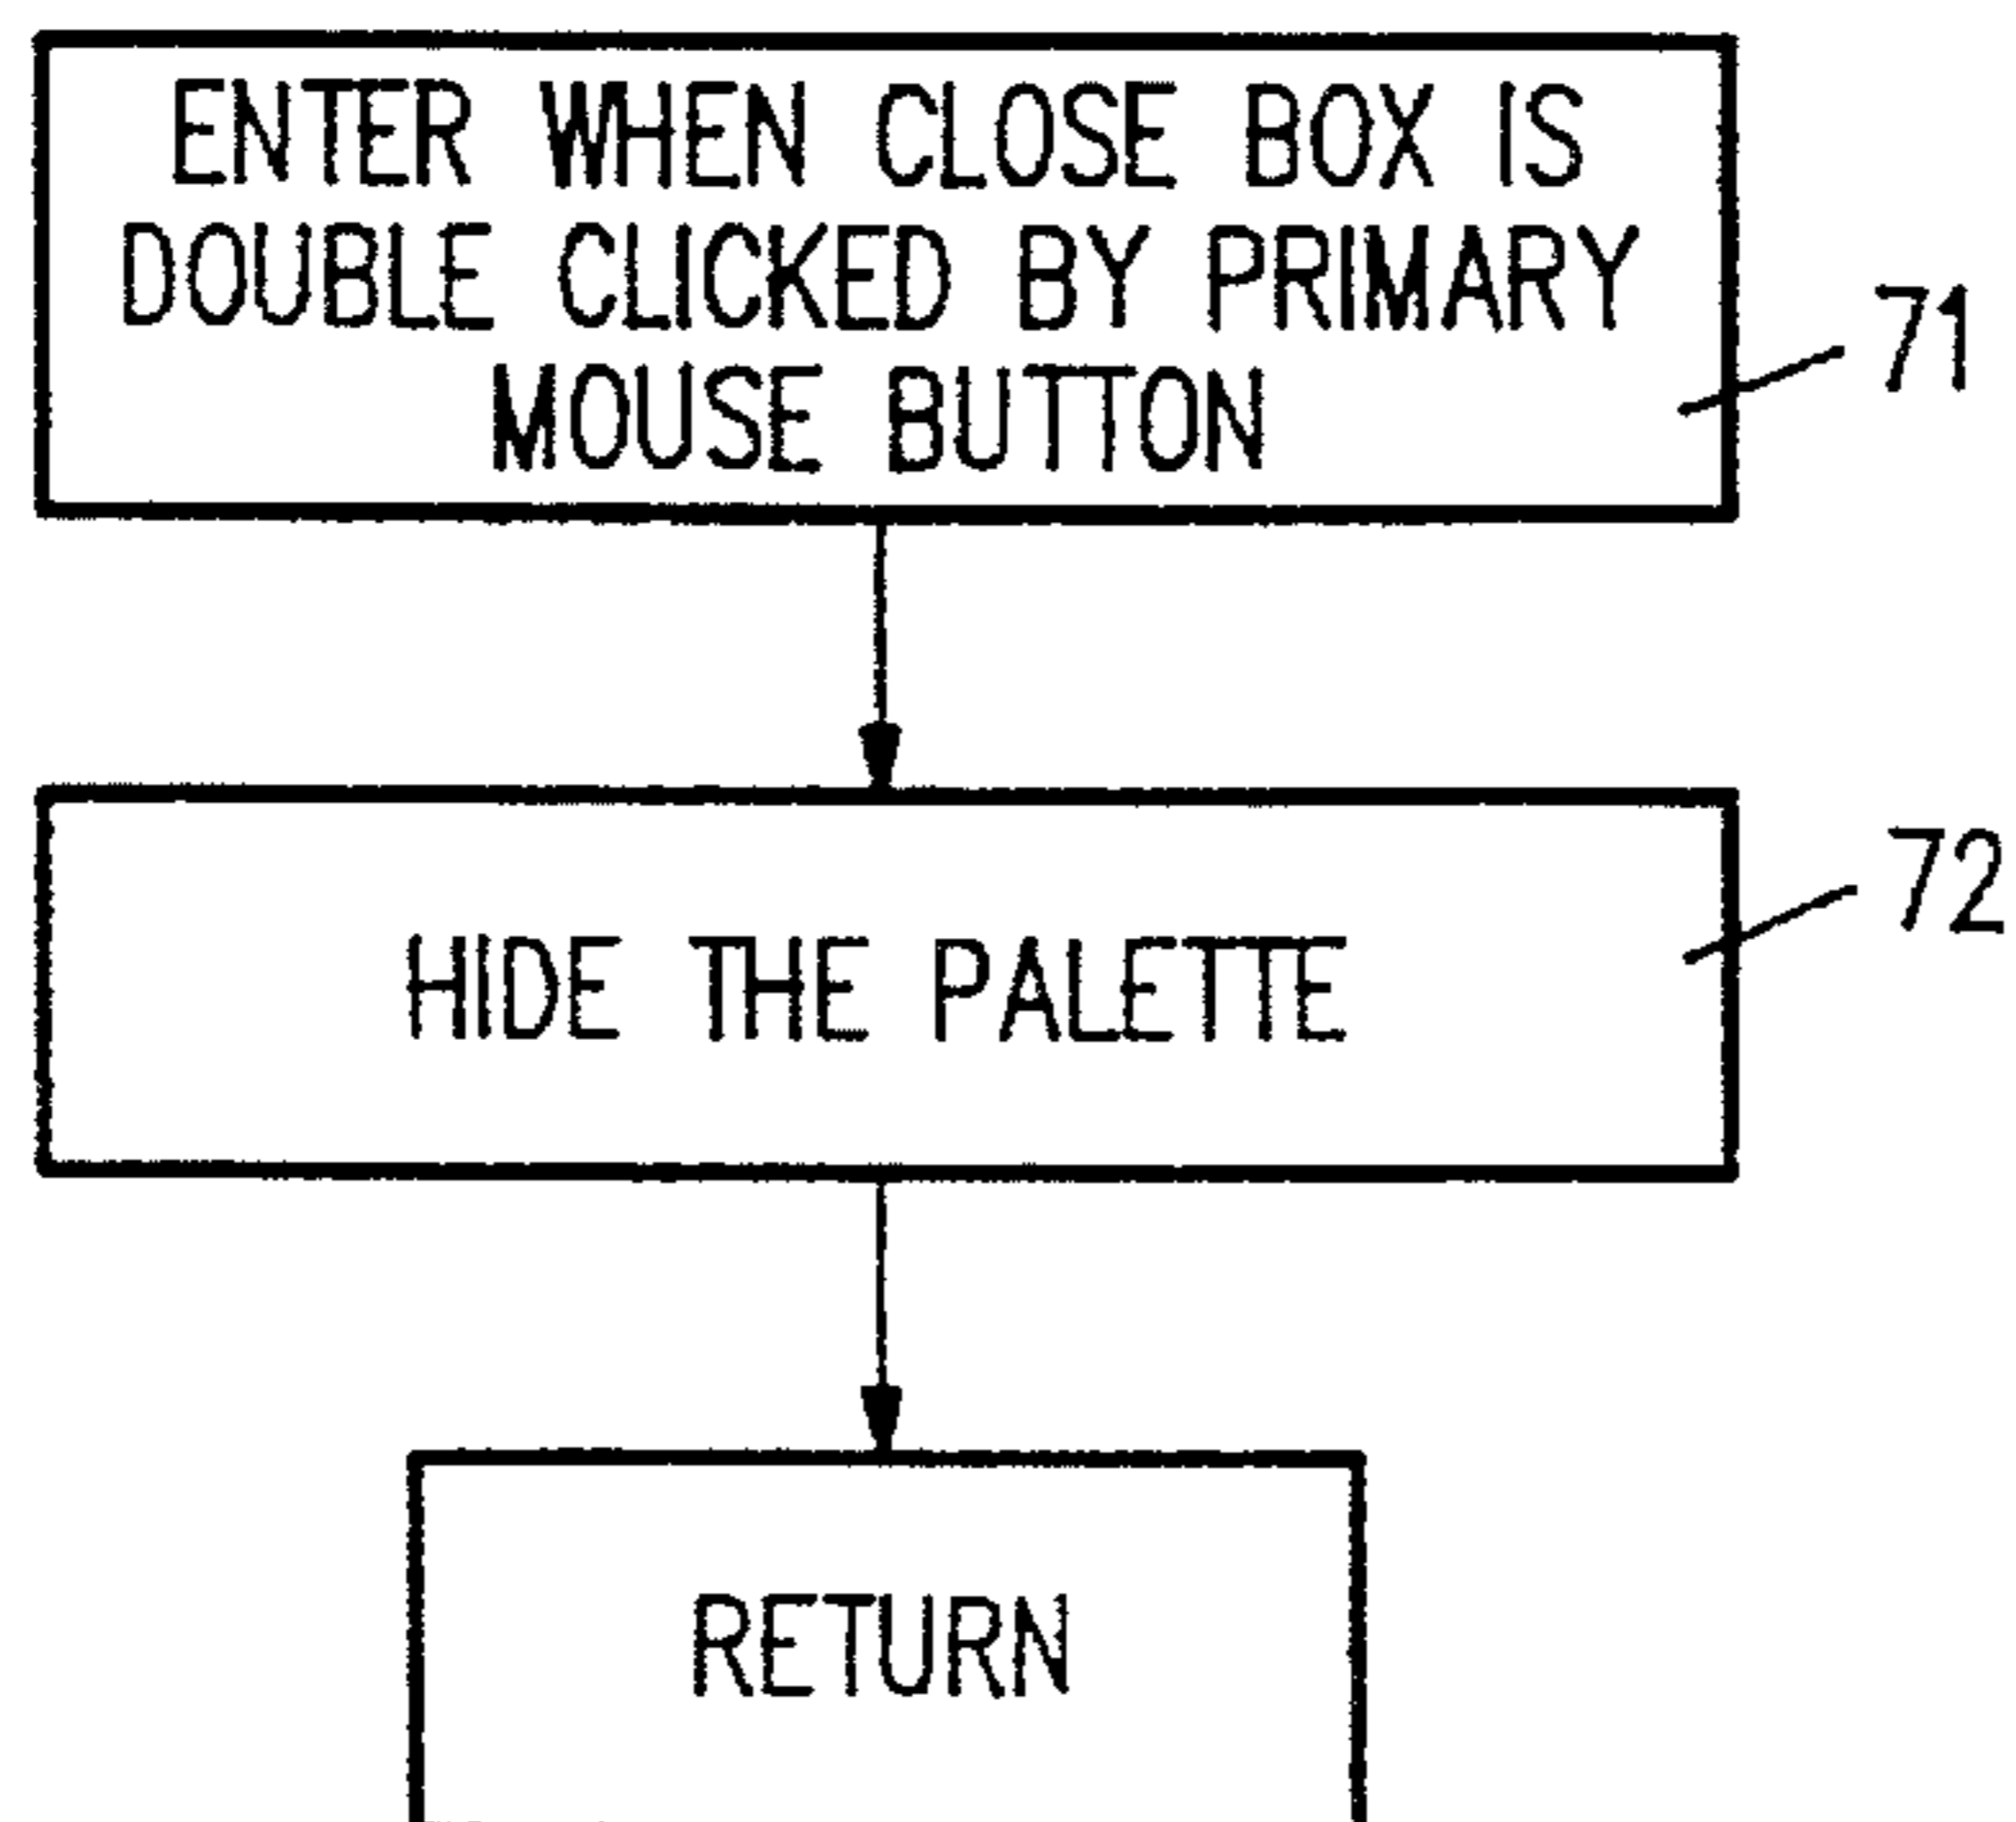 ENTER WHEN CLOSE BOX IS
DOUBLE CLICKED BY PRIMARY
MOUSE BUTTON
71
HIDE THE PALETTE
72
RETURN